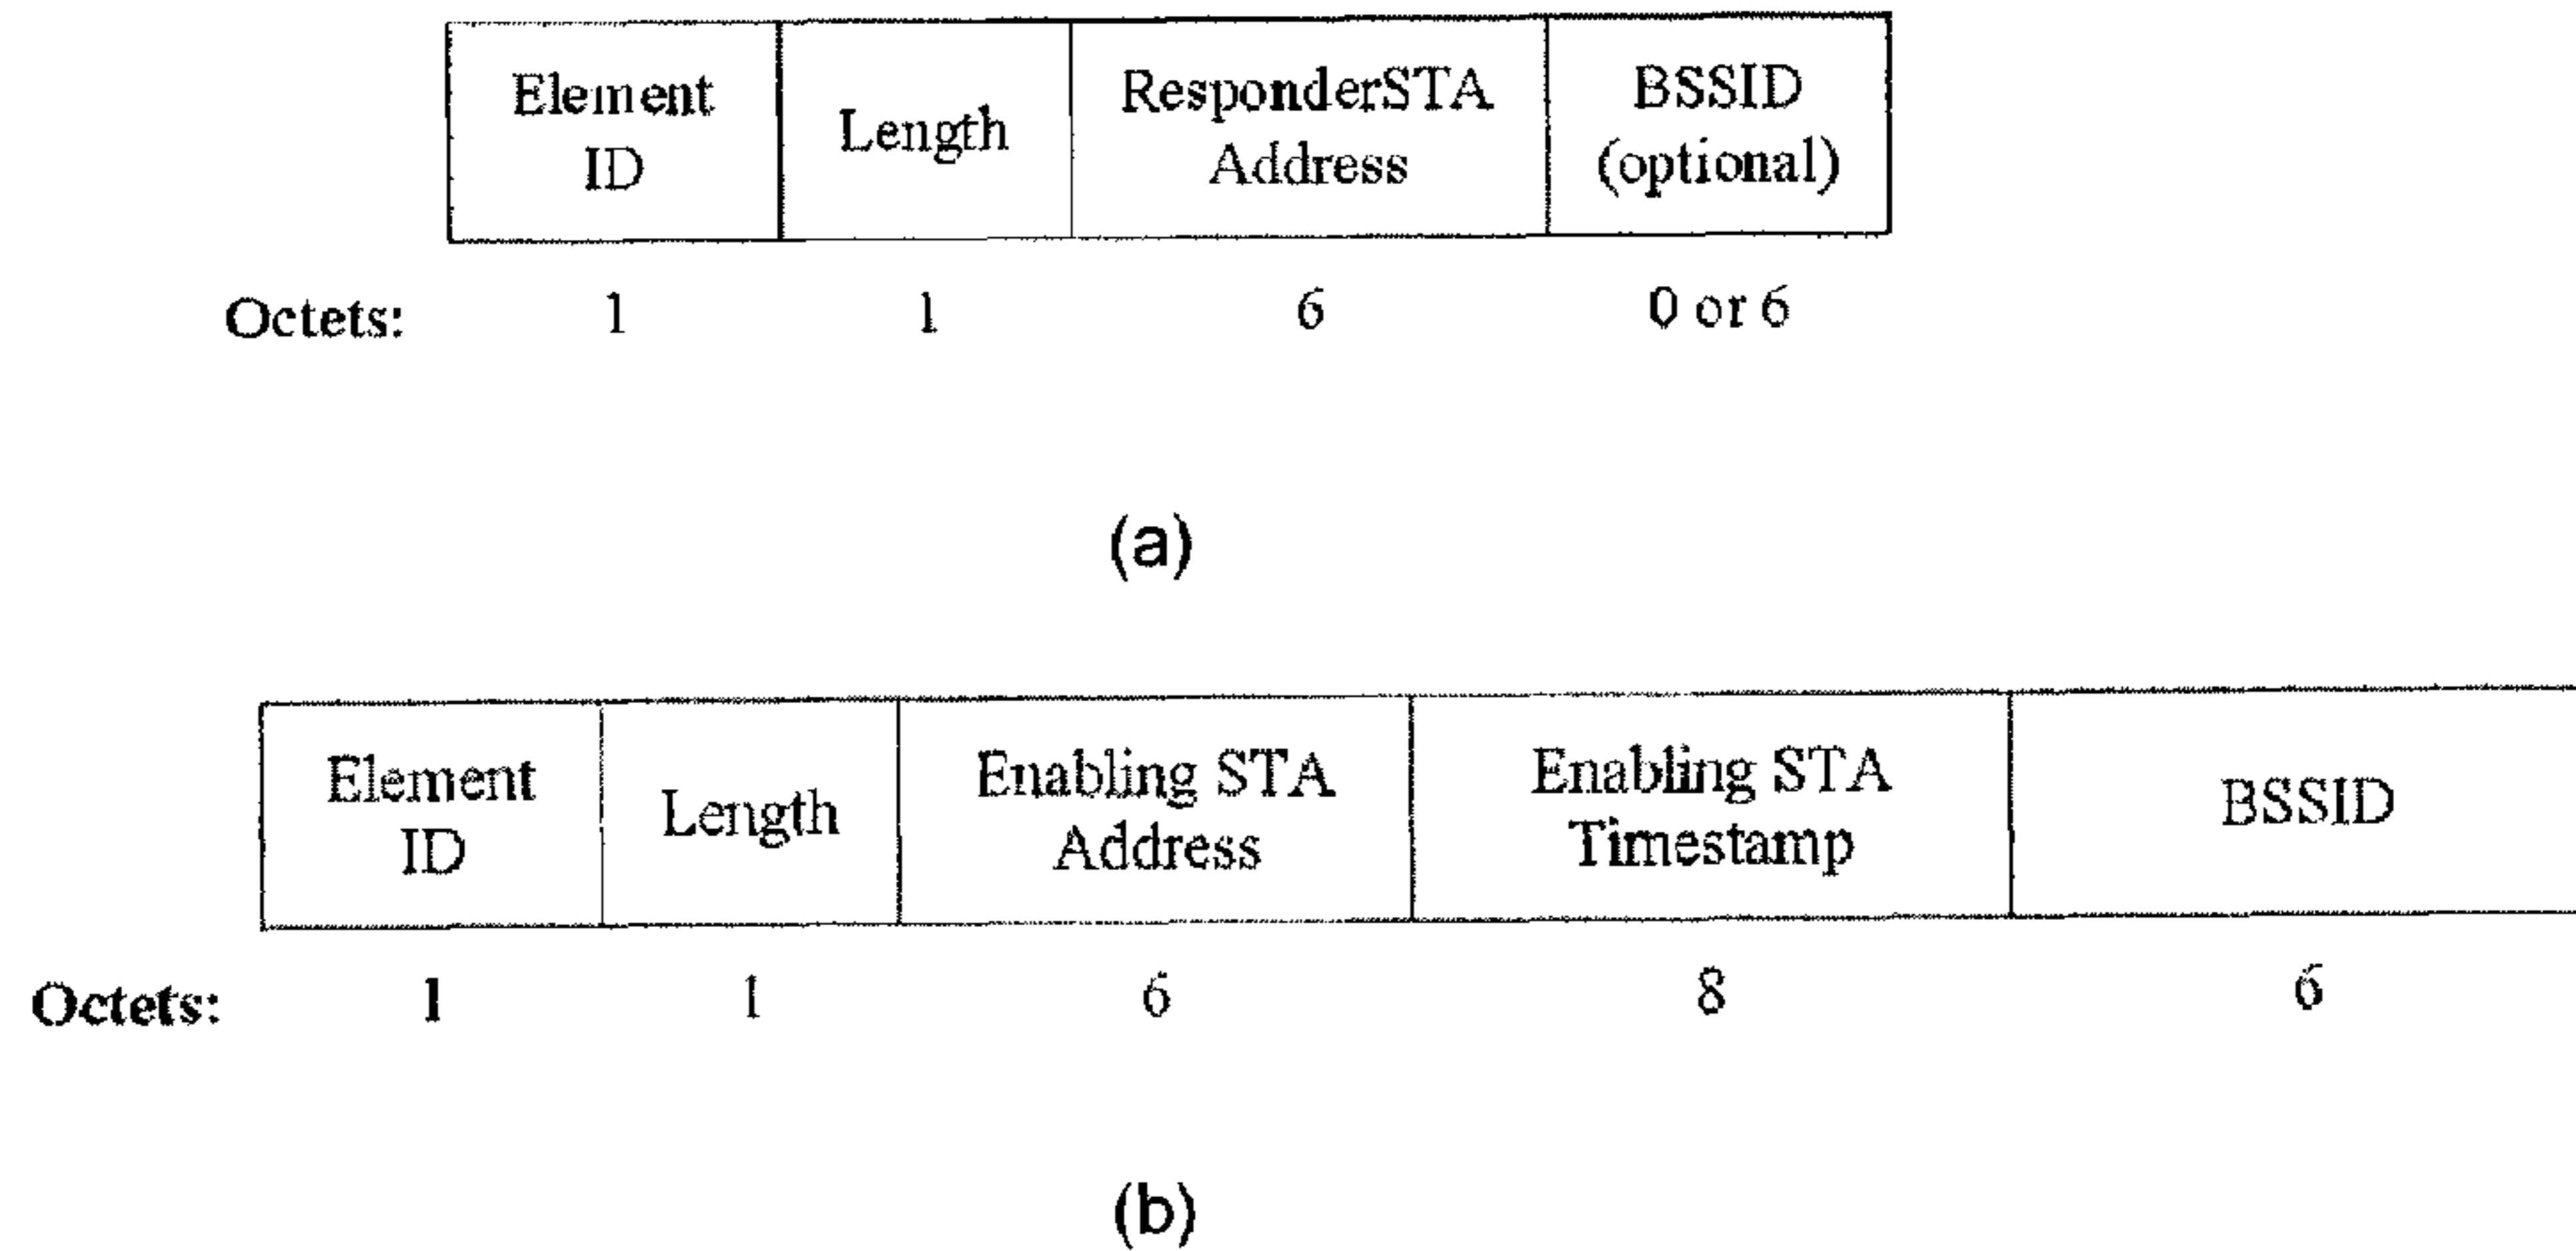 Element ID
Length
ResponderSTA Address
BSSID (optional)
Octets: 1 1 6 0 or 6
(a)
Element ID
Length
Enabling STA Address
Enabling STA Timestamp
BSSID
Octets: 1 1 6 8 6
(b)